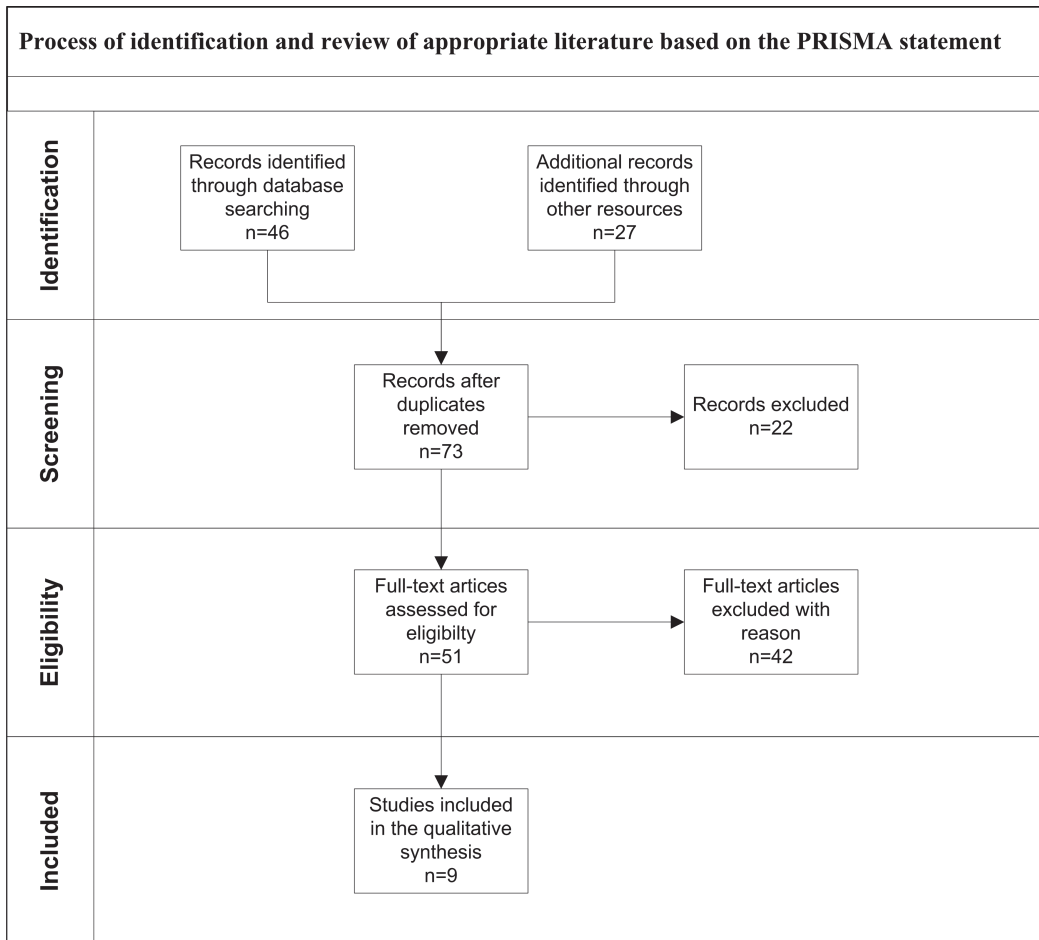 Process of identification and review of appropriate literature based on the PRISMA statement
Identification
Records identified
through database
searching
n=46
Additional records
identified through
other resources
n=27
Screening
Records after
duplicates
removed
n=73
Records excluded
n=22
Eligibility
Full-text artices
assessed for
eligibilty
n=51
Full-text articles
excluded with
reason
n=42
Included
Studies included
in the qualitative
synthesis
n=9